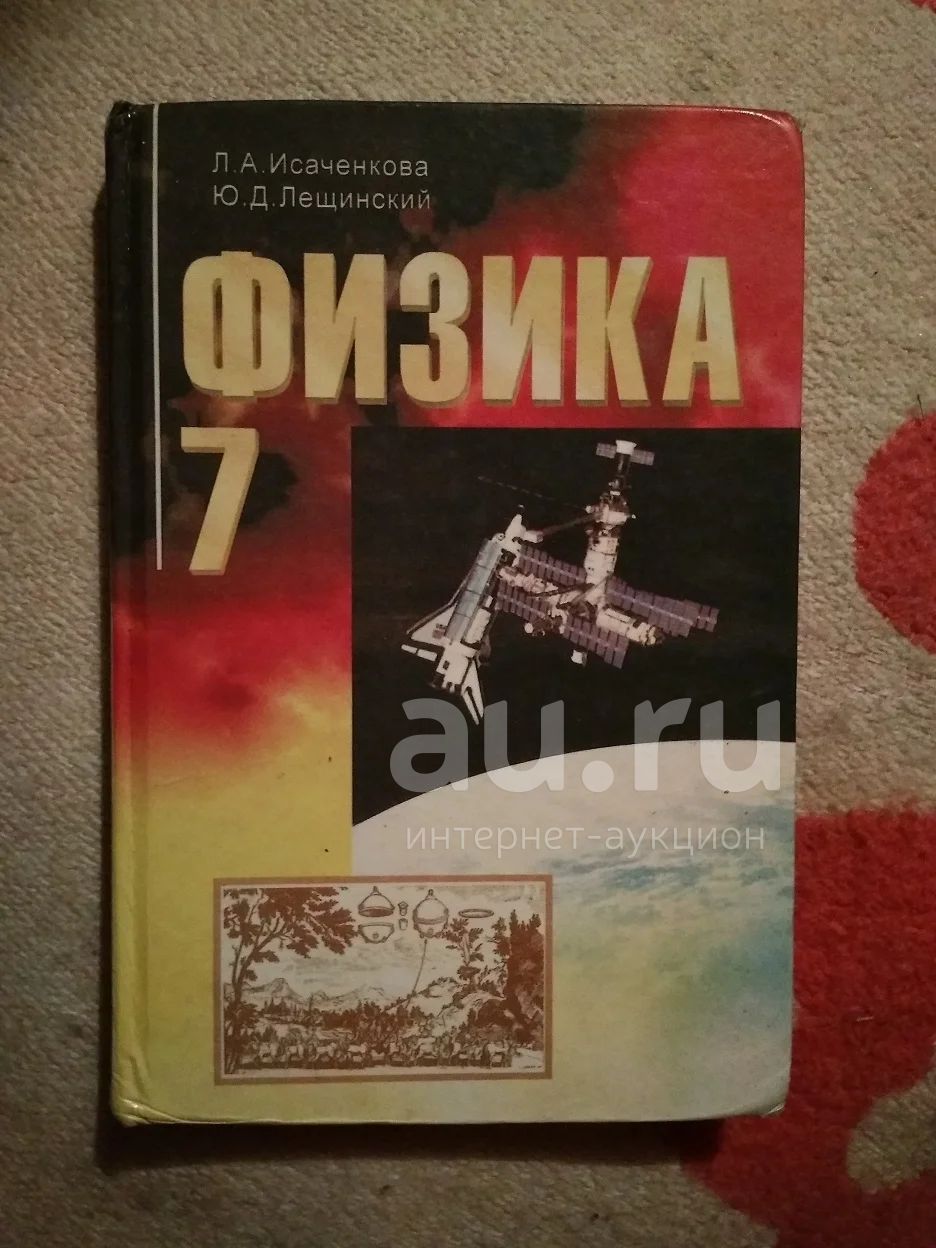 Л.А.Исаченкова
Ю.Д.Лещинский
ФИЗИКА
7
au.ru
интернет-аукцион